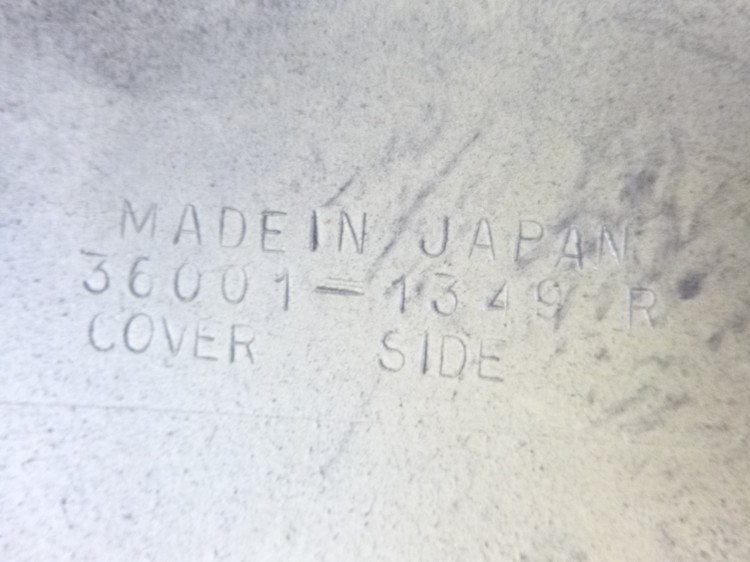 MADE IN JAPAN
36001-1349 R
COVER SIDE